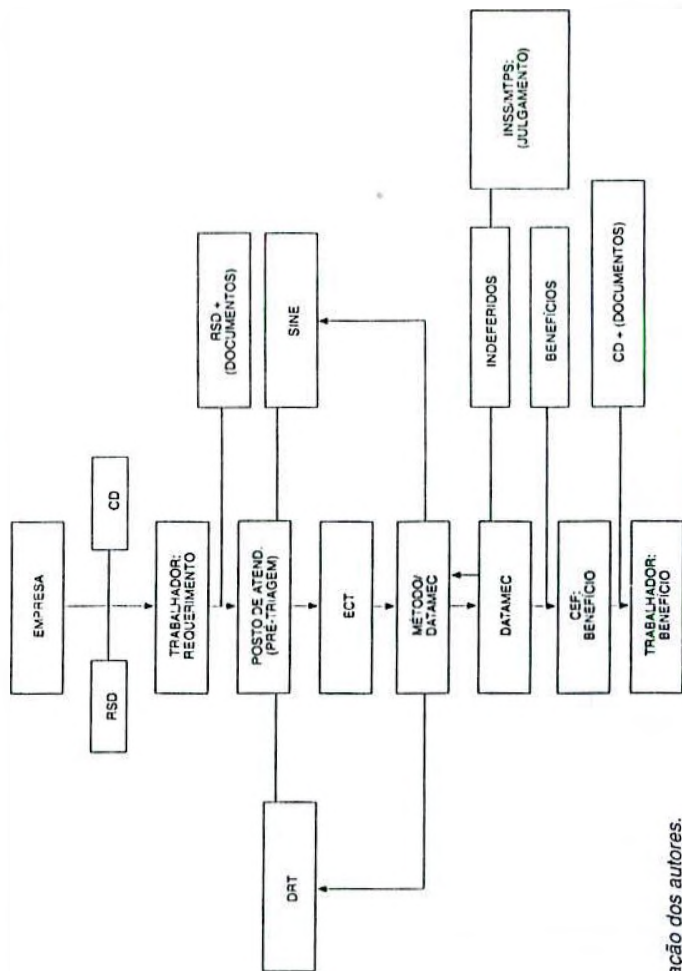 EMPRESA
RSD
CD
TRABALHADOR:
REQUERIMENTO
RSD +
(DOCUMENTOS)
DRT
POSTO DE ATEND.
(PRÉ-TRIAGEM)
SINE
ECT
MÉTODO/
DATAMEC
DATAMEC
INDEFERIDOS
INSS/MTPS:
(JULGAMENTO)
BENEFÍCIOS
CEF:
BENEFÍCIO
CD + (DOCUMENTOS)
TRABALHADOR:
BENEFÍCIO
dos autores.